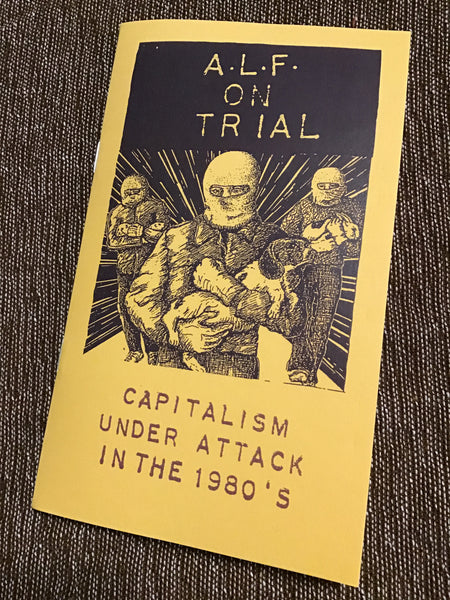 A.L.F.
ON
TRIAL
CAPITALISM
UNDER ATTACK
IN THE 1980'S